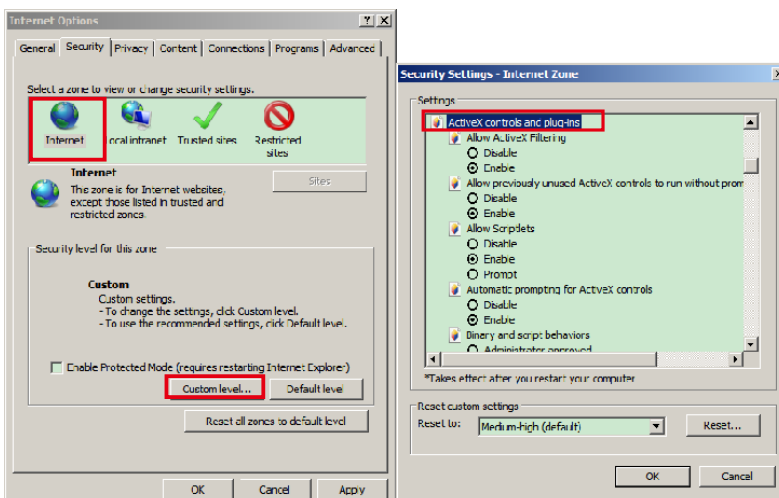 Internet Options
General Security Privacy Content Connections Programs Advanced
Select a zone to view or change security settings.
Internet Local intranet Trusted sites Restricted sites
Internet
This zone is for Internet websites,
except those listed in trusted and
restricted zones.
Sites
Security level for this zone
Custom
Custom settings.
- To change the settings, click Custom level.
- To use the recommended settings, click Default level.
Enable Protected Mode (requires restarting Internet Explorer)
Custom level... Default level
Reset all zones to default level
OK Cancel Apply
Security Settings - Internet Zone
Settings
ActiveX controls and plug-ins
Allow ActiveX Filtering
Disable
Enable
Allow previously unused ActiveX controls to run without prom
Disable
Enable
Allow Scriptlets
Disable
Enable
Prompt
Automatic prompting for ActiveX controls
Disable
Enable
Binary and script behaviors
Administrator approved
*Takes effect after you restart your computer
Reset custom settings
Reset to: Medium-high (default) Reset...
OK Cancel